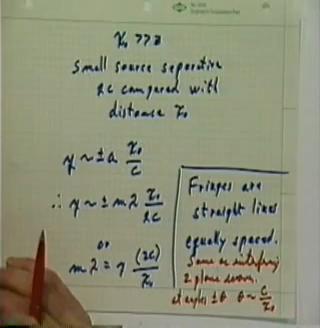 Z₀ >> a
Small source separation
2c compared with
distance Z₀
y ~ ± a Z₀/c
∴ y ~ ± mλ Z₀/2c
or
mλ = y (2c)/Z₀
Fringes are
straight lines
equally spaced.
Same as interfering
2 plane waves
at angles ± θ θ ~ c/Z₀